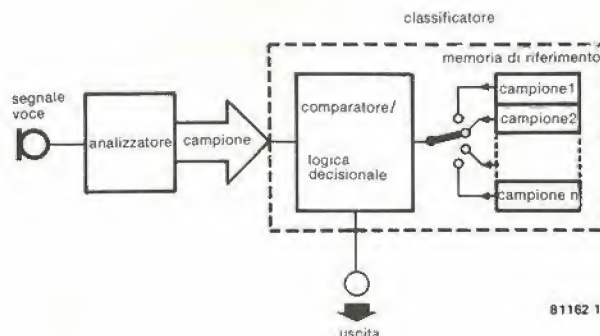 classificatore
memoria di riferimento
segnale
voce
analizzatore
campione
comparatore/
logica
decisionale
campione1
campione2
campione n
uscita
81162 1